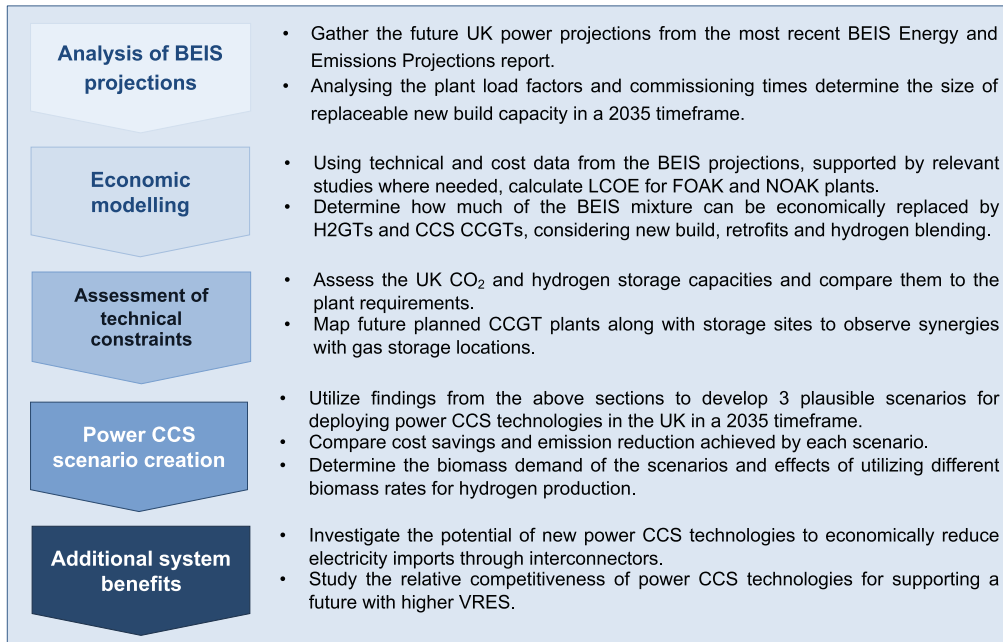 Analysis of BEIS
projections
• Gather the future UK power projections from the most recent BEIS Energy and
Emissions Projections report.
• Analysing the plant load factors and commissioning times determine the size of
replaceable new build capacity in a 2035 timeframe.
Economic
modelling
• Using technical and cost data from the BEIS projections, supported by relevant
studies where needed, calculate LCOE for FOAK and NOAK plants.
• Determine how much of the BEIS mixture can be economically replaced by
H2GTs and CCS CCGTs, considering new build, retrofits and hydrogen blending.
Assessment of
technical
constraints
• Assess the UK CO₂ and hydrogen storage capacities and compare them to the
plant requirements.
• Map future planned CCGT plants along with storage sites to observe synergies
with gas storage locations.
Power CCS
scenario creation
• Utilize findings from the above sections to develop 3 plausible scenarios for
deploying power CCS technologies in the UK in a 2035 timeframe.
• Compare cost savings and emission reduction achieved by each scenario.
• Determine the biomass demand of the scenarios and effects of utilizing different
biomass rates for hydrogen production.
Additional system
benefits
• Investigate the potential of new power CCS technologies to economically reduce
electricity imports through interconnectors.
• Study the relative competitiveness of power CCS technologies for supporting a
future with higher VRES.